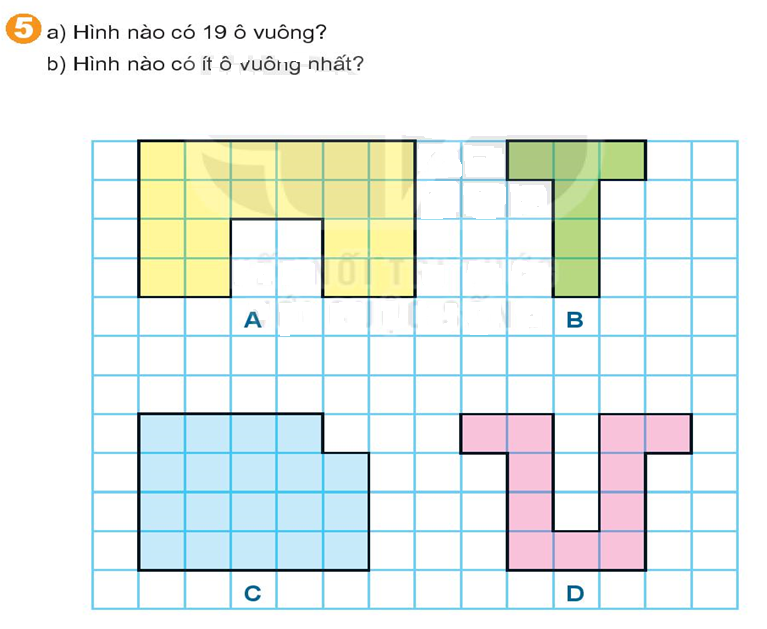 5 a) Hình nào có 19 ô vuông?
b) Hình nào có ít ô vuông nhất?
A
B
C
D